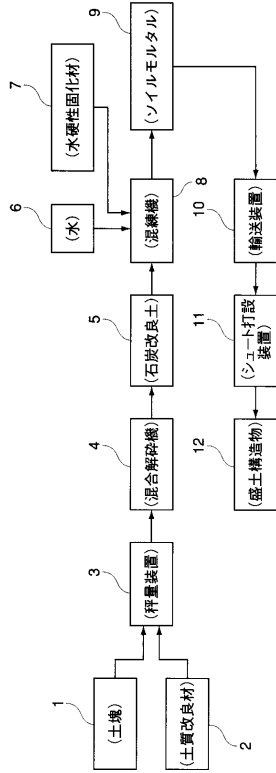 1
(土塊)
2
(土質改良材)
3
(秤量装置)
4
(混合解砕機)
5
(石炭改良土)
6
(水)
7
(水硬性固化材)
8
(混練機)
9
(ソイルモルタル)
10
(輸送装置)
11
(シュート打設
装置)
12
(盛土構造物)